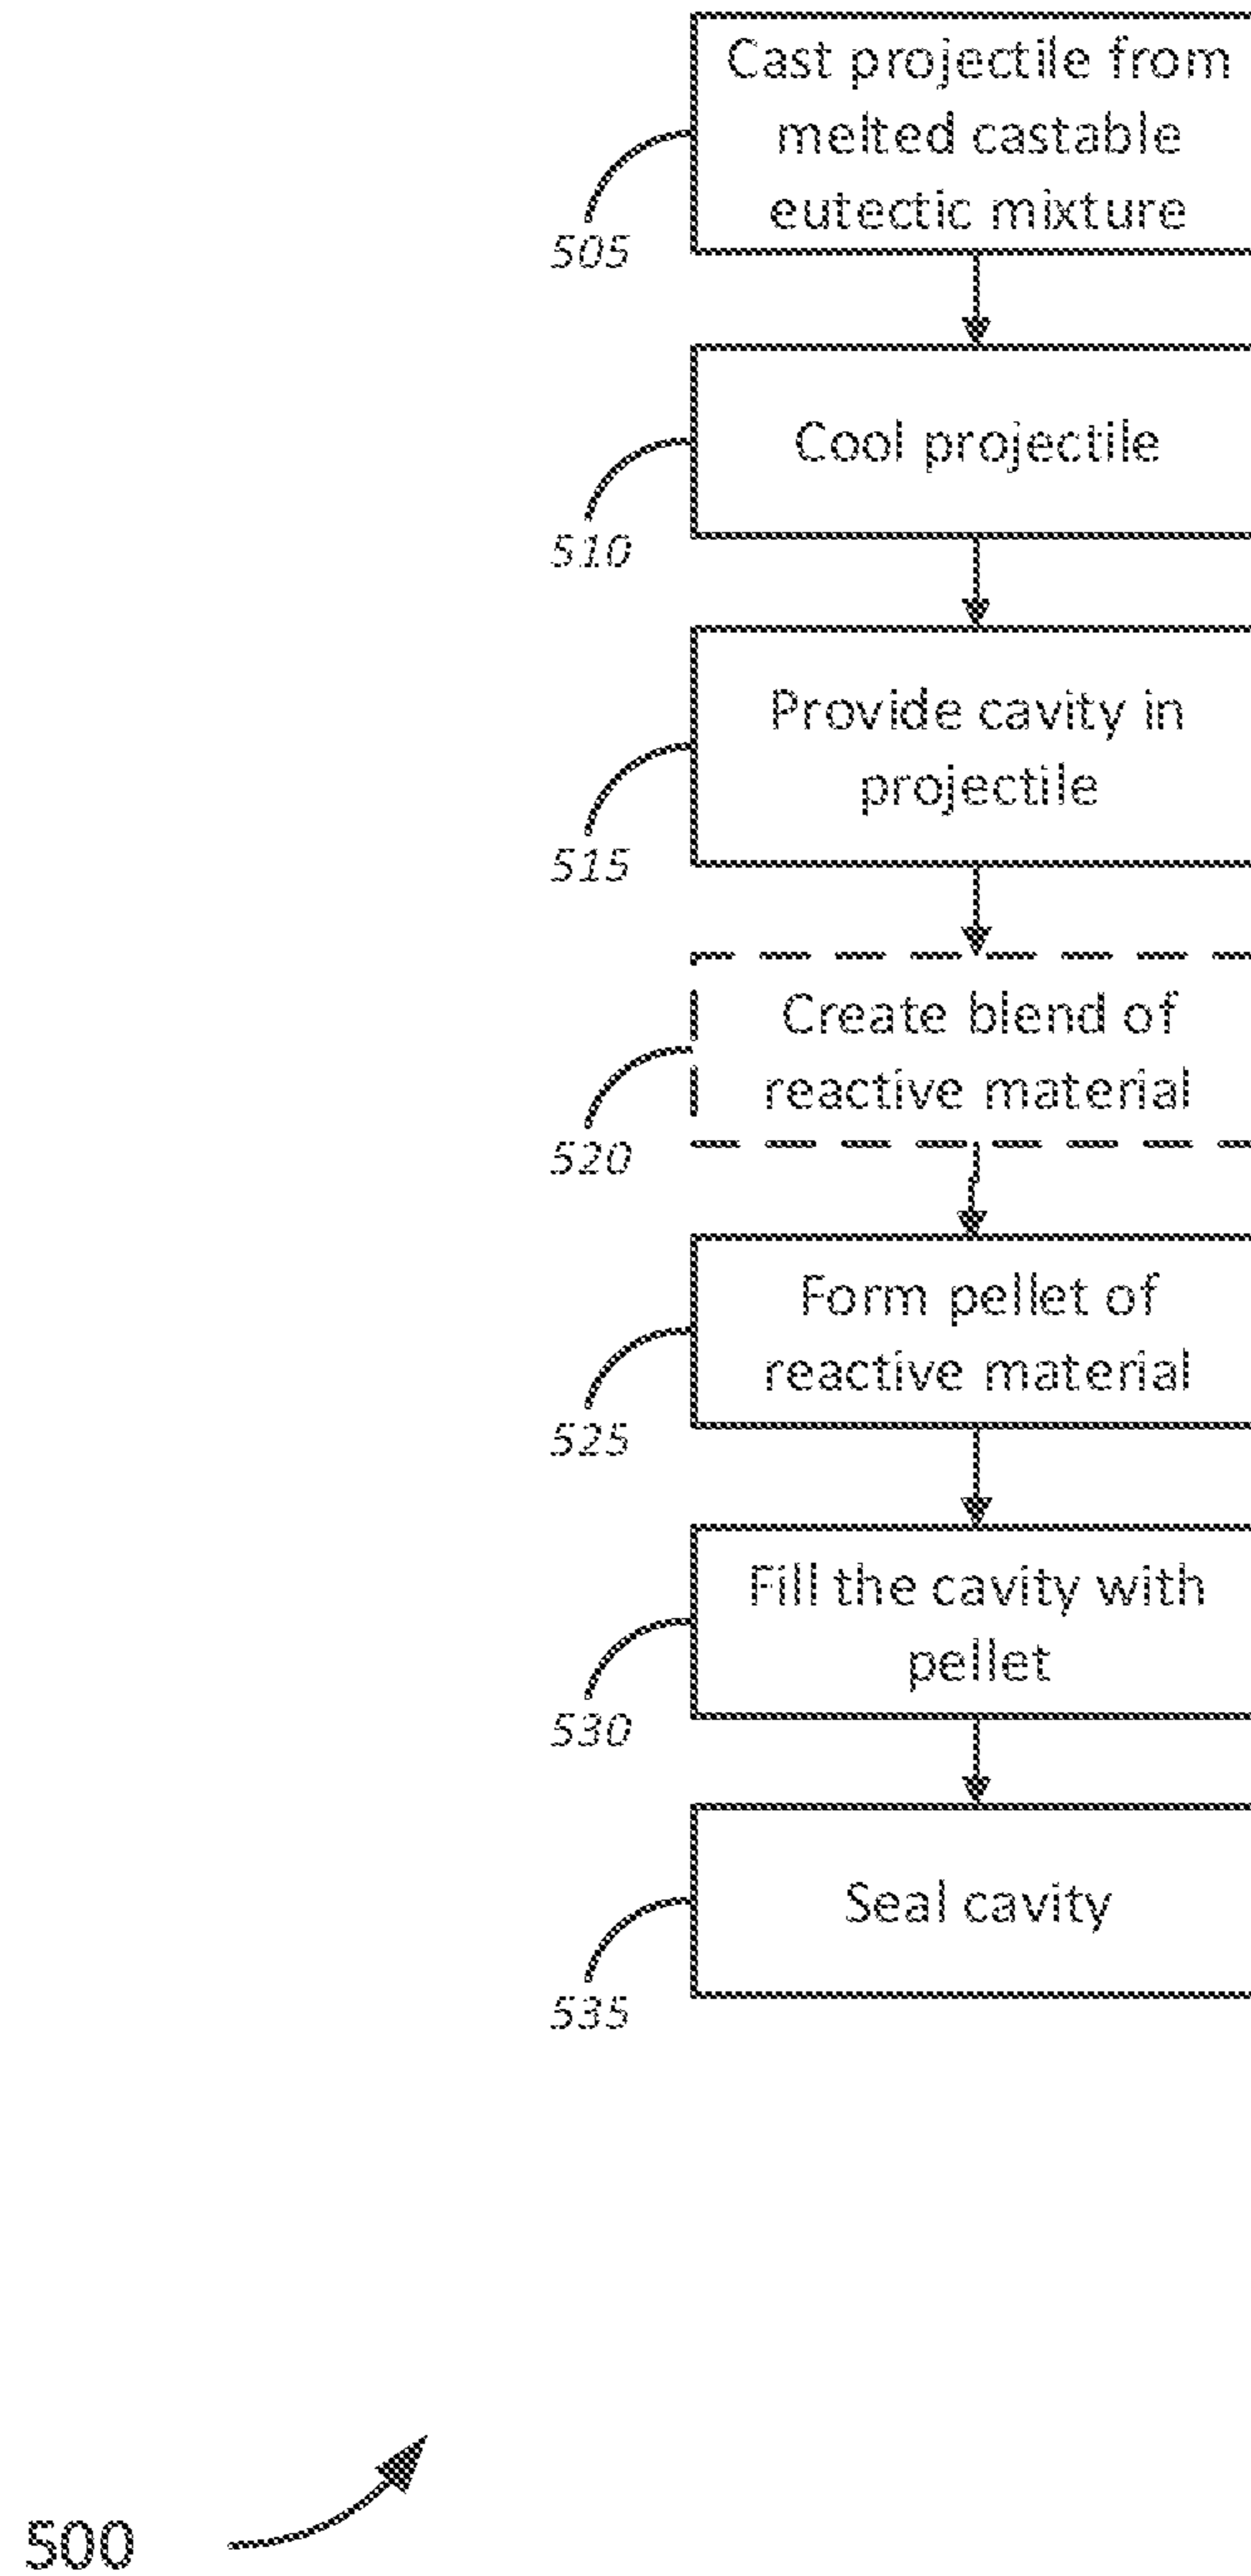 Cast projectile from
melted castable
eutectic mixture
505
Cool projectile
510
Provide cavity in
projectile
515
Create blend of
reactive material
520
Form pellet of
reactive material
525
Fill the cavity with
pellet
530
Seal cavity
535
500